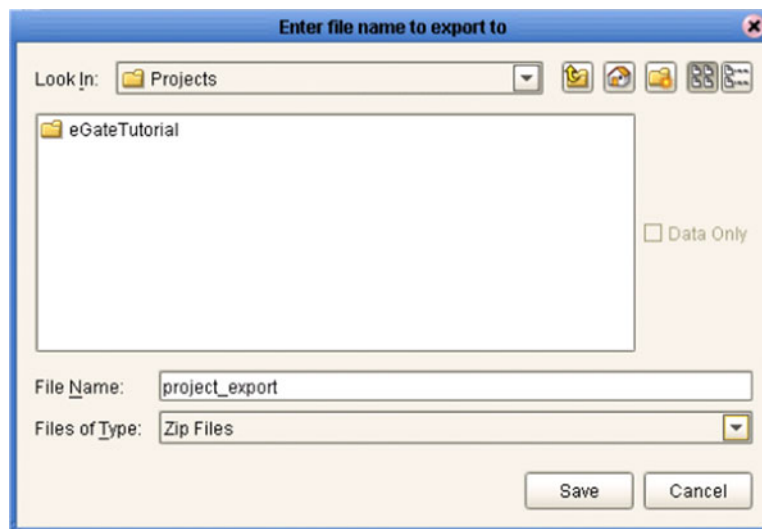 Enter file name to export to
Look In: Projects
eGateTutorial
Data Only
File Name: project_export
Files of Type: Zip Files
Save Cancel